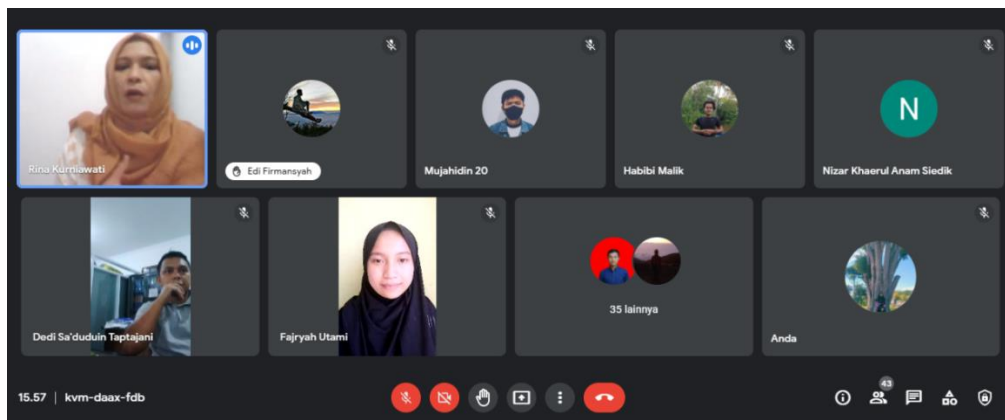 Rina Kurniawati
Edi Firmansyah
Mujahidin 20
Habibi Malik
N
Nizar Khaerul Anam Siedik
Dedi Sa'duduin Taptajani
Fajryah Utami
35 lainnya
Anda
15.57 | kvm-daax-fdb
43